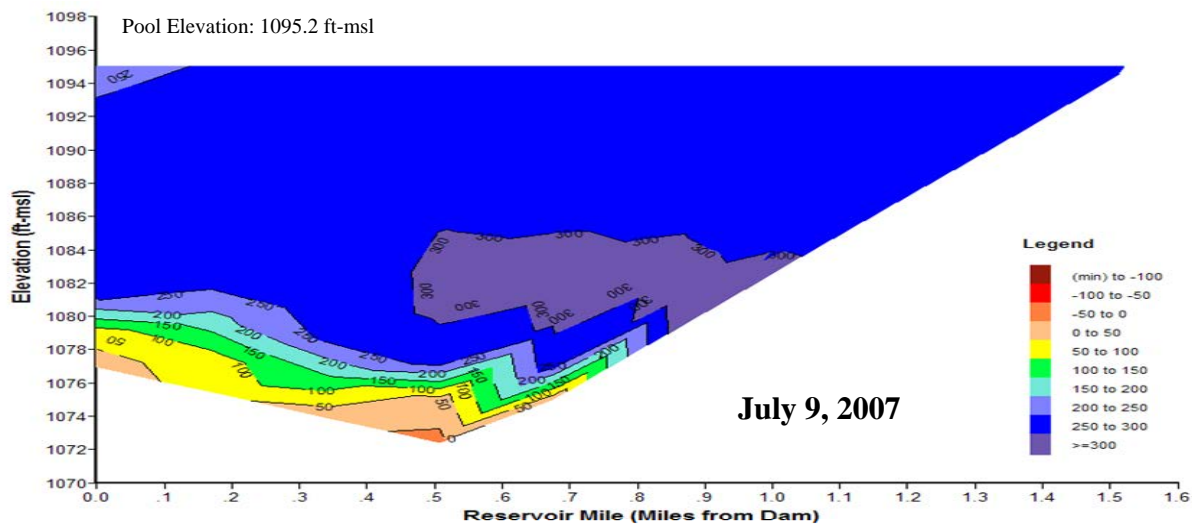 Pool Elevation: 1095.2 ft-msl
1098
1096
1094
1092
1090
1088
1086
1084
1082
1080
1078
1076
1074
1072
1070
Elevation (ft-msl)
250
300 300 300 300 300
300 300 300 300 300
250 250 250 250 250
200 200 200 200 200
150 150 150 150 150
100 100 100 100 100
50 50 50 50
0
July 9, 2007
Legend
(min) to -100
-100 to -50
-50 to 0
0 to 50
50 to 100
100 to 150
150 to 200
200 to 250
250 to 300
>=300
0.0 .1 .2 .3 .4 .5 .6 .7 .8 .9 1.0 1.1 1.2 1.3 1.4 1.5 1.6
Reservoir Mile (Miles from Dam)